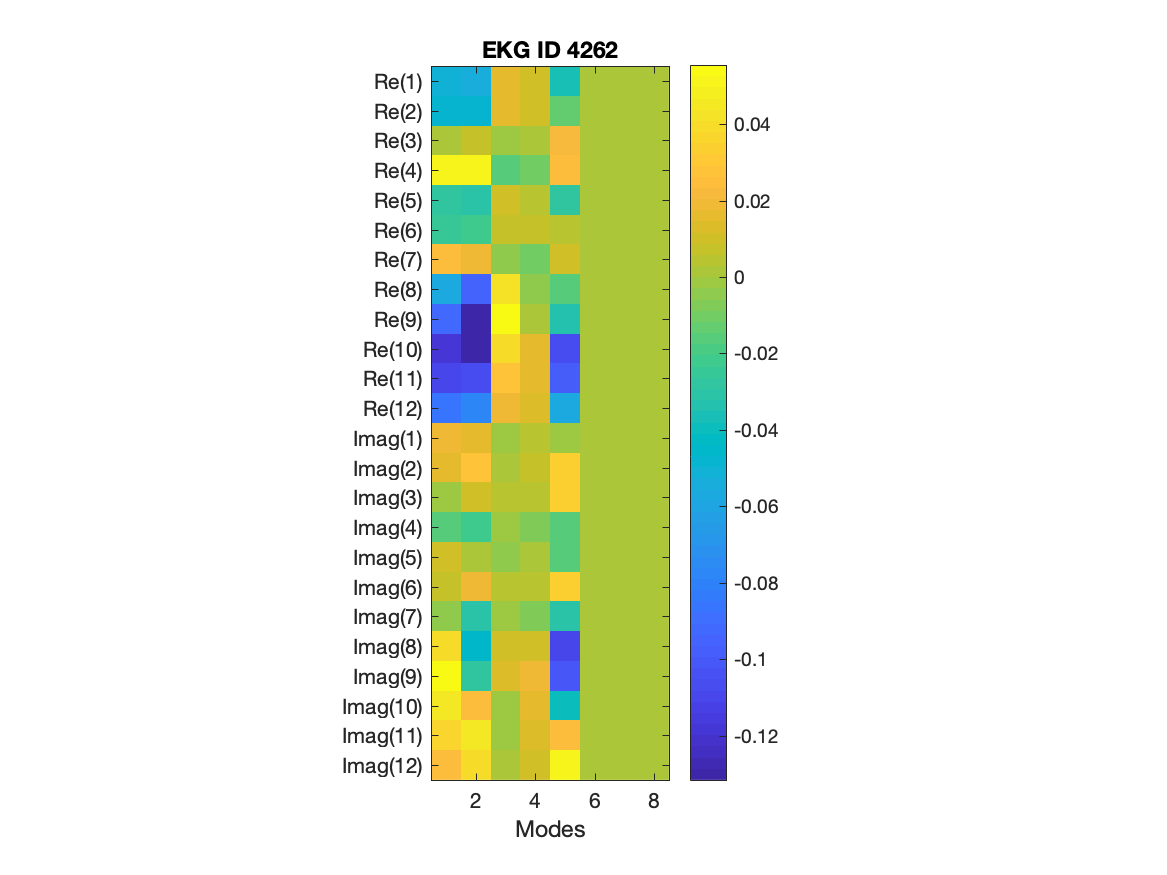 EKG ID 4262
Re(1)
Re(2)
Re(3)
Re(4)
Re(5)
Re(6)
Re(7)
Re(8)
Re(9)
Re(10)
Re(11)
Re(12)
Imag(1)
Imag(2)
Imag(3)
Imag(4)
Imag(5)
Imag(6)
Imag(7)
Imag(8)
Imag(9)
Imag(10)
Imag(11)
Imag(12)
2 4 6 8
Modes
0.04
0.02
0
-0.02
-0.04
-0.06
-0.08
-0.1
-0.12